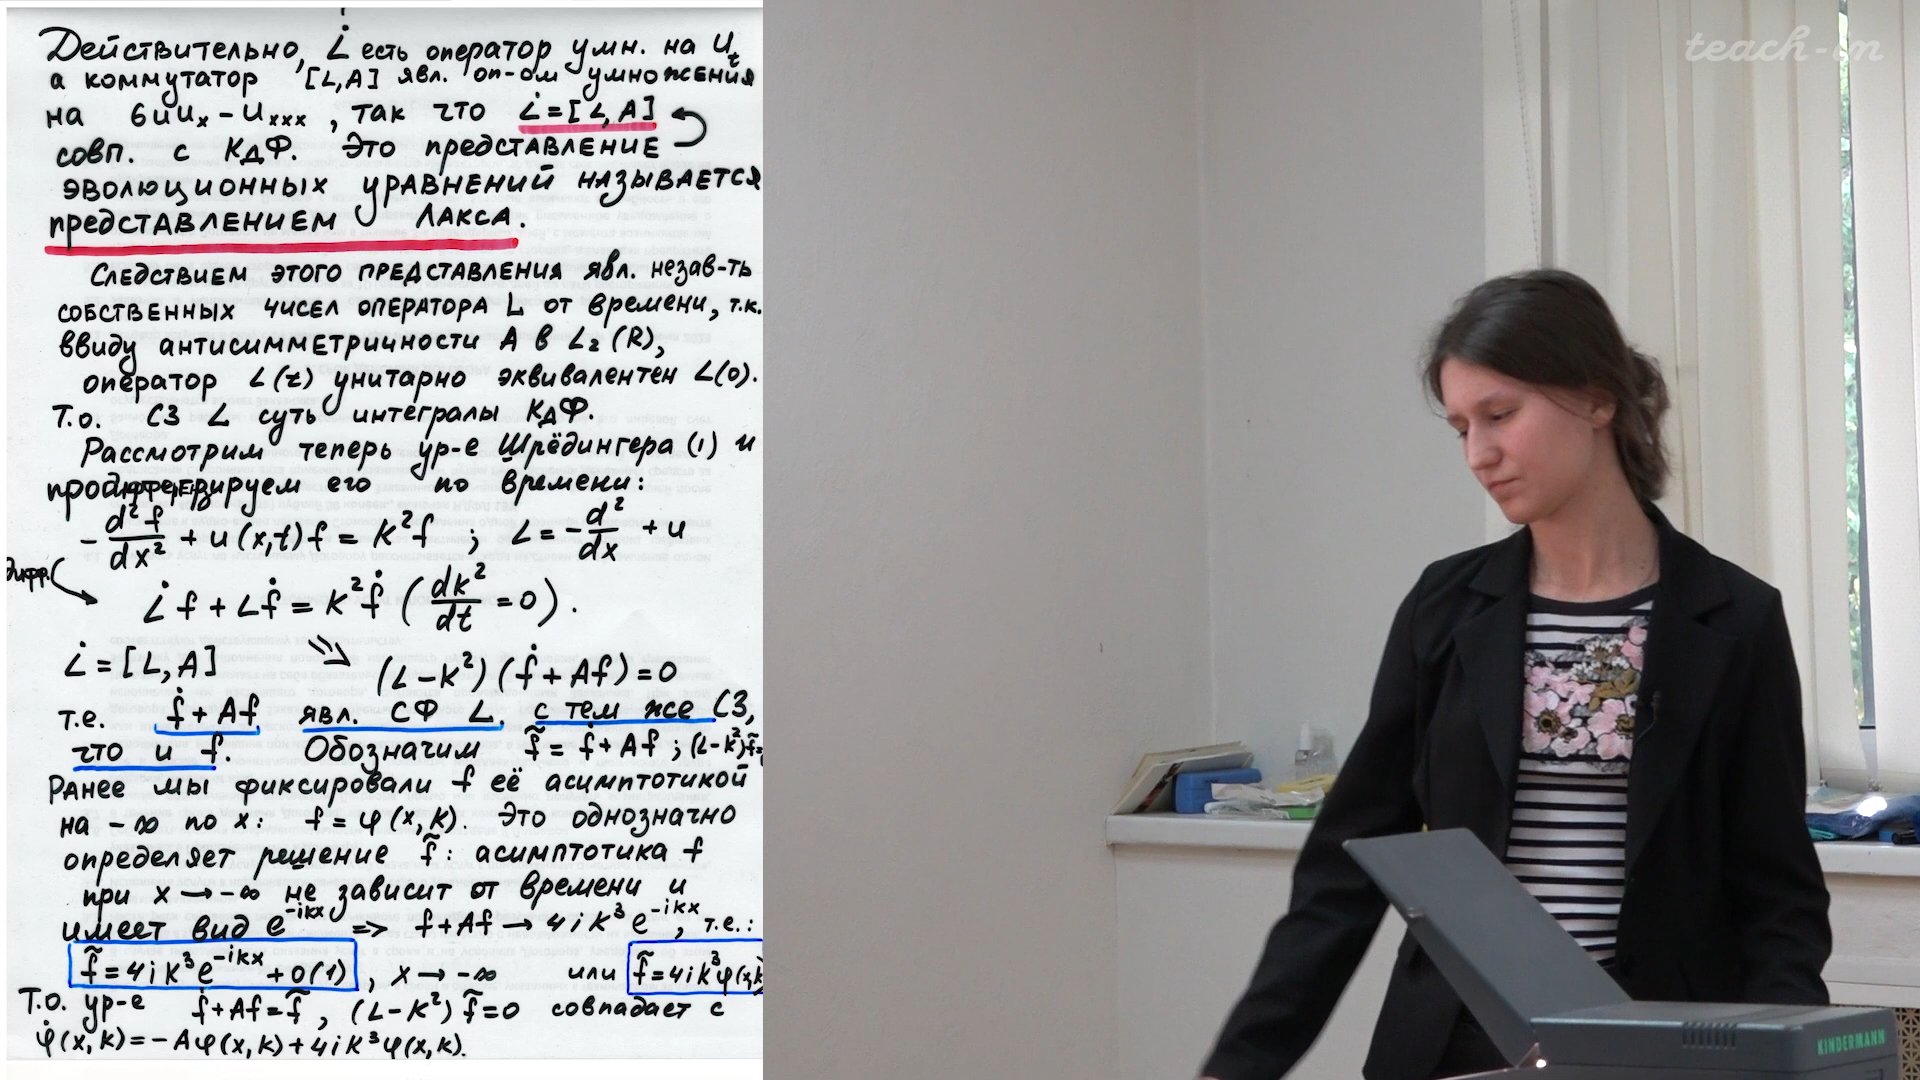 Действительно, L̇ есть оператор умн. на u_t
а коммутатор [L,A] явл. оп-ом умножения
на 6uu_x - u_xxx , так что L̇=[L,A]
совп. с КдФ. Это представление
эволюционных уравнений называется
представлением Лакса.
Следствием этого представления явл. незав-ть
собственных чисел оператора L от времени, т.к.
ввиду антисимметричности A в L₂(R),
оператор L(t) унитарно эквивалентен L(0).
Т.о. СЗ L суть интегралы КдФ.
Рассмотрим теперь ур-е Шрёдингера (1) и
его по времени:
- d²f/dx² + u(x,t)f = k²f ; L = - d²/dx + u
дифф.
L̇f + Lḟ = k²ḟ (dk²/dt = 0).
L̇ = [L,A] ⇒ (L-k²)(ḟ+Af)=0
т.е. ḟ+Af явл. СФ L. с тем же СЗ,
что и f. Обозначим f̃ = ḟ+Af ; (L-k²)f̃=
Ранее мы фиксировали f её асимптотикой
на -∞ по x: f=φ(x,k). Это однозначно
определяет решение f̃: асимптотика f
при x → -∞ не зависит от времени и
имеет вид e^{-ikx} => ḟ+Af → 4ik³ e^{-ikx}, т.е.:
f̃=4ik³e^{-ikx}+o(1) , x → -∞ или f̃=4ik³φ(x,k)
Т.о. ур-е ḟ+Af=f̃, (L-k²)f̃=0 совпадает с
φ̇(x,k)=-Aφ(x,k)+4ik³φ(x,k).
teach-in
KINDERMANN